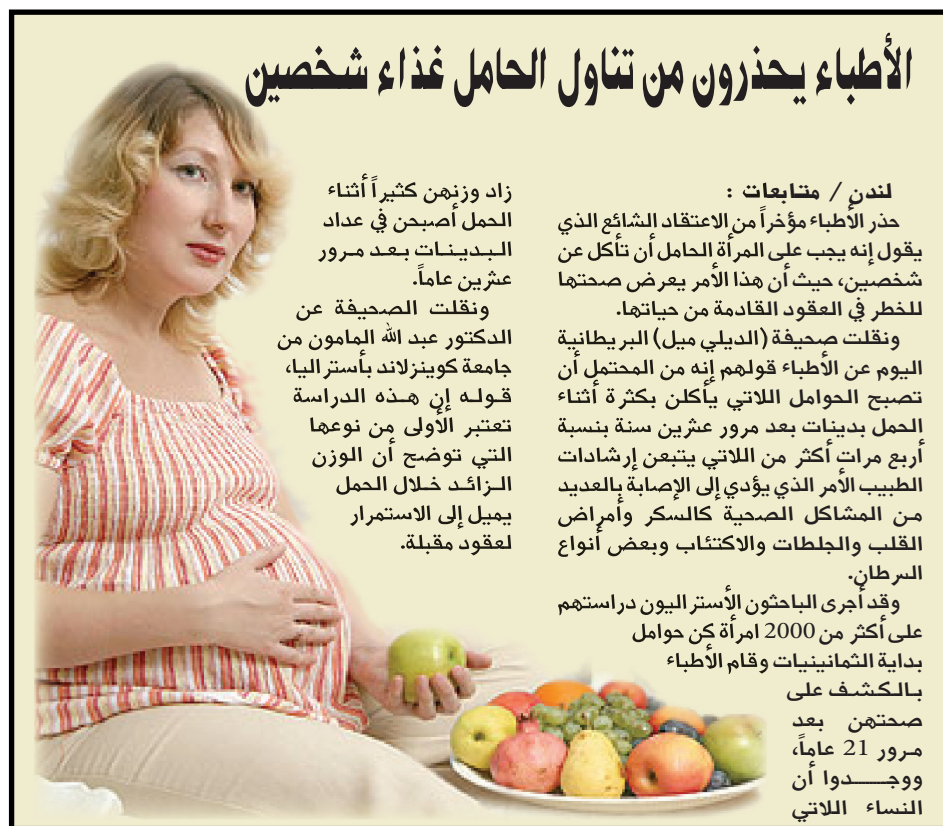 الأطباء يحذرون من تناول الحامل غذاء شخصين
لندن / متابعات :
حذر الأطباء مؤخراً من الاعتقاد الشائع الذي
يقول إنه يجب على المرأة الحامل أن تأكل عن
شخصين، حيث أن هذا الأمر يعرض صحتها
للخطر في العقود القادمة من حياتها.
ونقلت صحيفة (الديلي ميل) البريطانية
اليوم عن الأطباء قولهم إنه من المحتمل أن
تصبح الحوامل اللاتي يأكلن بكثرة أثناء
الحمل بدينات بعد مرور عشرين سنة بنسبة
أربع مرات أكثر من اللاتي يتبعن إرشادات
الطبيب الأمر الذي يؤدي إلى الإصابة بالعديد
من المشاكل الصحية كالسكر وأمراض
القلب والجلطات والاكتئاب وبعض أنواع
السرطان.
وقد أجرى الباحثون الأستراليون دراستهم
على أكثر من 2000 امرأة كن حوامل
بداية الثمانينيات وقام الأطباء
بالكشف على
صحتهن بعد
مرور 21 عاماً،
ووجدوا أن
النساء اللاتي
زاد وزنهن كثيراً أثناء
الحمل أصبحن في عداد
البدينات بعد مرور
عشرين عاماً.
ونقلت الصحيفة عن
الدكتور عبد الله المامون من
جامعة كوينزلاند بأستراليا،
قوله إن هذه الدراسة
تعتبر الأولى من نوعها
التي توضح أن الوزن
الزائد خلال الحمل
يميل إلى الاستمرار
لعقود مقبلة.